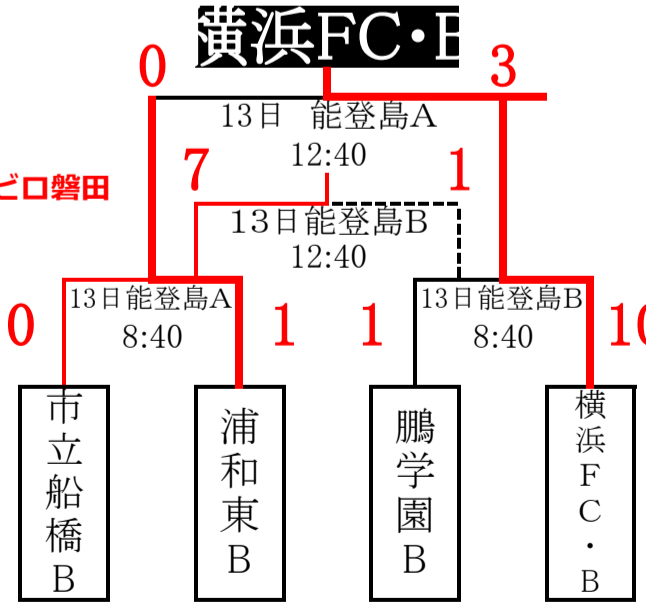 横浜FC・B
0
3
13日 能登島A
12:40
ビロ磐田
7
1
13日能登島B
12:40
13日能登島A
8:40
13日能登島B
8:40
0
1
1
10
市立船橋B
浦和東B
鵬学園B
横浜FC・B